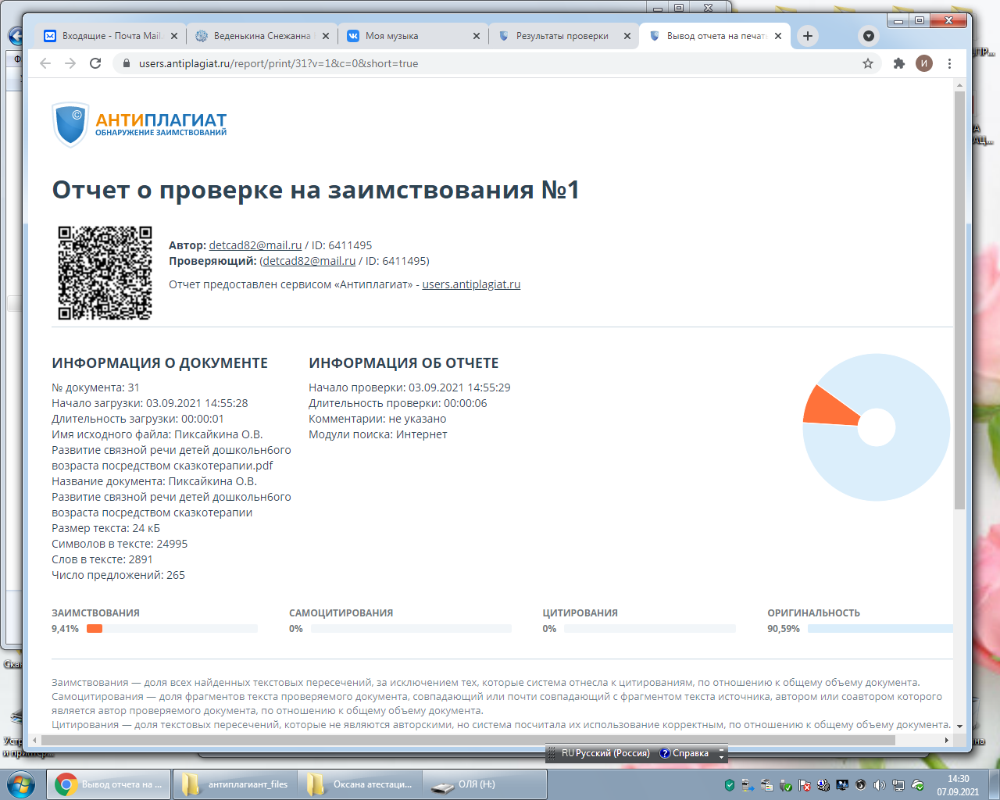 Входящие - Почта Mail.
Веденькина Снежанна
Моя музыка
Результаты проверки
Вывод отчета на печать
users.antiplagiat.ru/report/print/31?v=1&c=0&short=true
И
©
АНТИПЛАГИАТ
ОБНАРУЖЕНИЕ ЗАИМСТВОВАНИЙ
Отчет о проверке на заимствования №1
Автор: detcad82@mail.ru / ID: 6411495
Проверяющий: (detcad82@mail.ru / ID: 6411495)
Отчет предоставлен сервисом «Антиплагиат» - users.antiplagiat.ru
ИНФОРМАЦИЯ О ДОКУМЕНТЕ
№ документа: 31
Начало загрузки: 03.09.2021 14:55:28
Длительность загрузки: 00:00:01
Имя исходного файла: Пиксайкина О.В.
Развитие связной речи детей дошкольн6ого
возраста посредством сказкотерапии.pdf
Название документа: Пиксайкина О.В.
Развитие связной речи детей дошкольн6ого
возраста посредством сказкотерапии
Размер текста: 24 кБ
Символов в тексте: 24995
Слов в тексте: 2891
Число предложений: 265
ИНФОРМАЦИЯ ОБ ОТЧЕТЕ
Начало проверки: 03.09.2021 14:55:29
Длительность проверки: 00:00:06
Комментарии: не указано
Модули поиска: Интернет
ЗАИМСТВОВАНИЯ
9,41%
САМОЦИТИРОВАНИЯ
0%
ЦИТИРОВАНИЯ
0%
ОРИГИНАЛЬНОСТЬ
90,59%
Заимствования — доля всех найденных текстовых пересечений, за исключением тех, которые система отнесла к цитированиям, по отношению к общему объему документа.
Самоцитирования — доля фрагментов текста проверяемого документа, совпадающий или почти совпадающий с фрагментом текста источника, автором или соавтором которого
является автор проверяемого документа, по отношению к общему объему документа.
Цитирования — доля текстовых пересечений, которые не являются авторскими, но система посчитала их использование корректным, по отношению к общему объему документа.
RU Русский (Россия)
Справка
Вывод отчета на ...
антиплагиант_files
Оксана атестаци...
ОЛЯ (H:)
14:30
07.09.2021